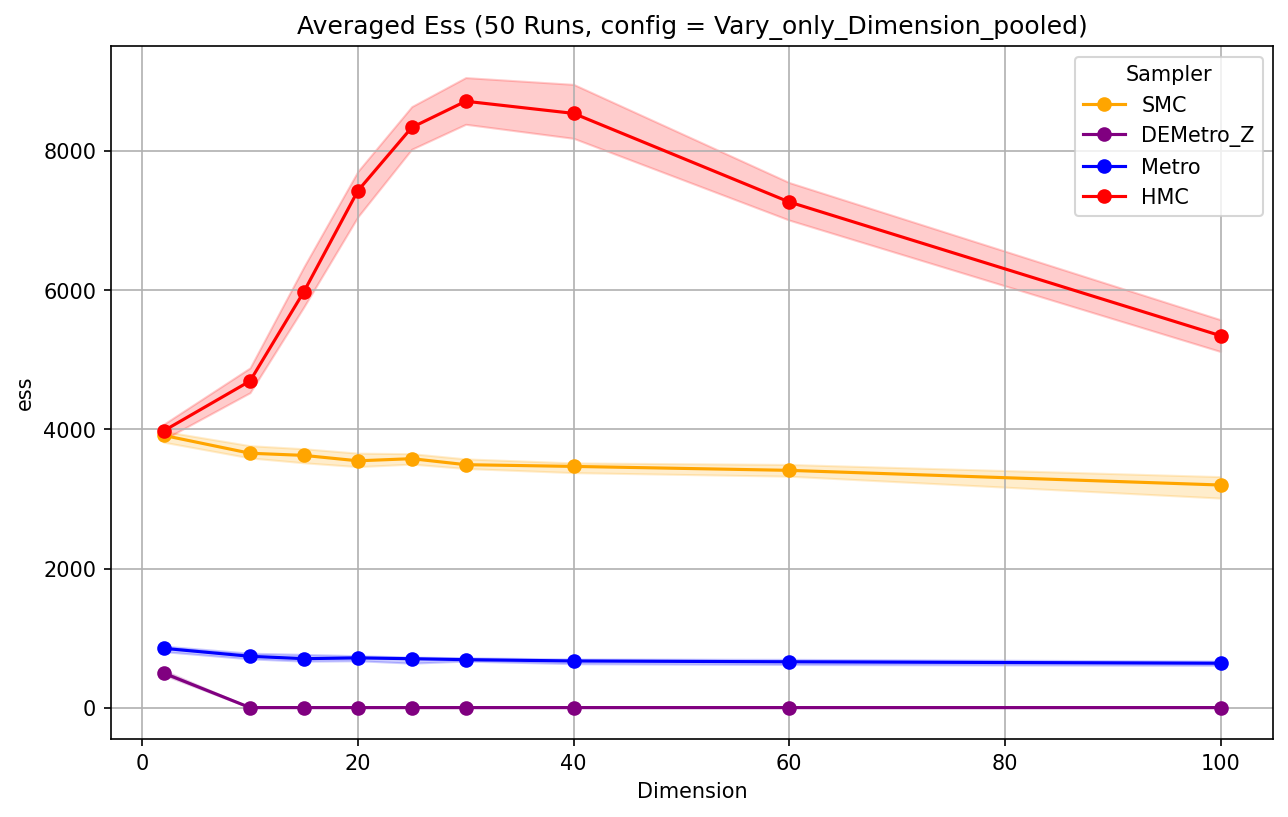 Averaged Ess (50 Runs, config = Vary_only_Dimension_pooled)
Sampler
SMC
DEMetro_Z
Metro
HMC
ess
8000
6000
4000
2000
0
0 20 40 60 80 100
Dimension